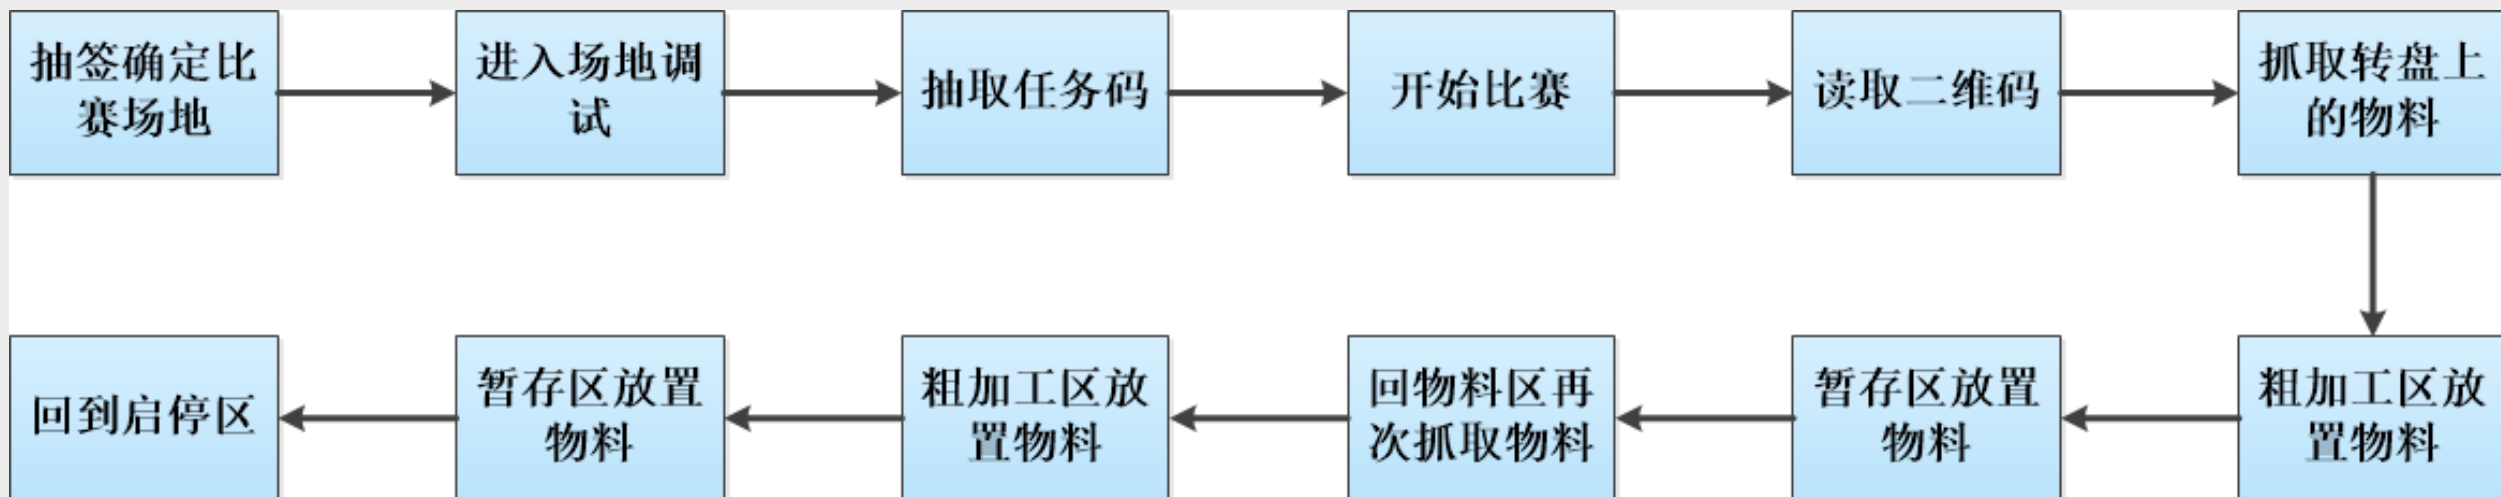 抽签确定比
赛场地
进入场地调
试
抽取任务码
开始比赛
读取二维码
抓取转盘上
的物料
粗加工区放
置物料
暂存区放置
物料
回物料区再
次抓取物料
粗加工区放
置物料
暂存区放置
物料
回到启停区